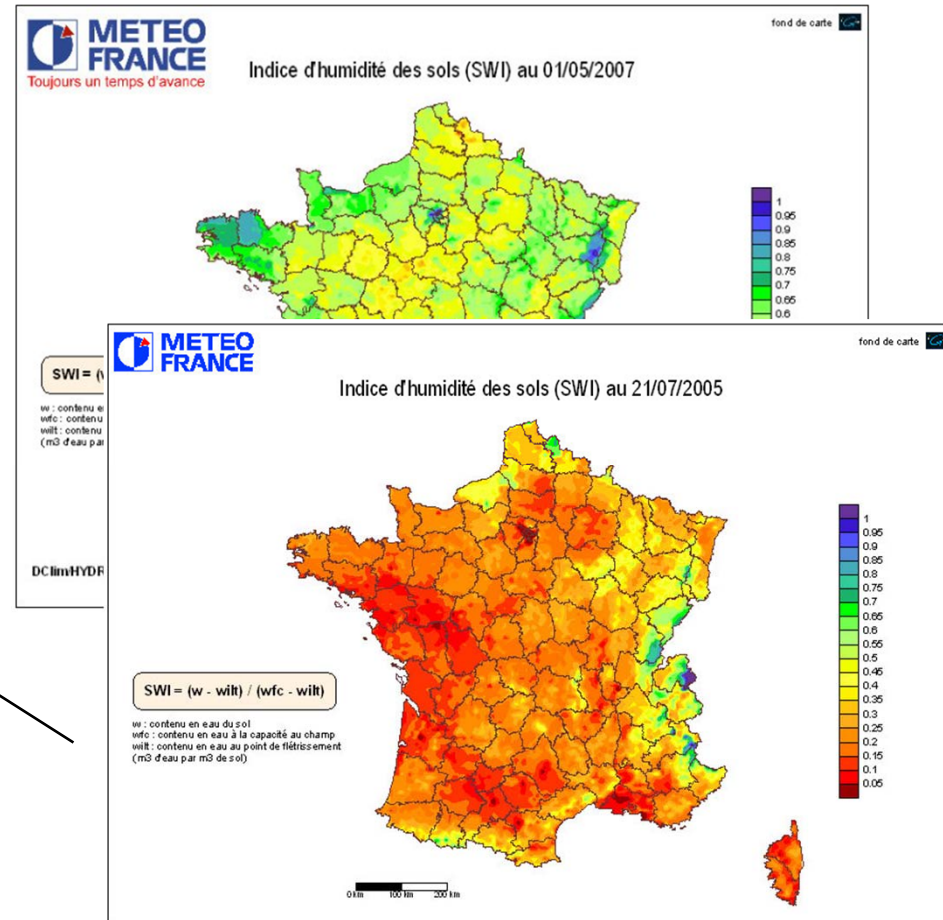 METEO
FRANCE
Toujours un temps d'avance
fond de carte
Indice d'humidité des sols (SWI) au 01/05/2007
1
0.95
0.9
0.85
0.8
0.75
0.7
0.65
0.6
SWI = (
w : contenu
wfc : contenu
wilt : contenu
(m3 d'eau par
DClim/HYDR
METEO
FRANCE
fond de carte
Indice d'humidité des sols (SWI) au 21/07/2005
1
0.95
0.9
0.85
0.8
0.75
0.7
0.65
0.6
0.55
0.5
0.45
0.4
0.35
0.3
0.25
0.2
0.15
0.1
0.05
SWI = (w - wilt) / (wfc - wilt)
w : contenu en eau du sol
wfc : contenu en eau à la capacité au champ
wilt : contenu en eau au point de flétrissement
(m3 d'eau par m3 de sol)
0 km 100 km 200 km